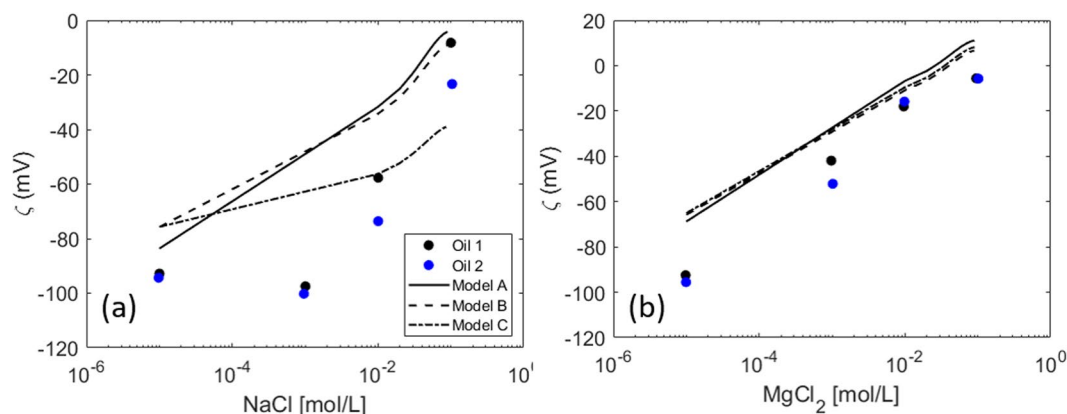 0
-20
-40
-60
-80
-100
-120
ζ (mV)
10-6
10-4
10-2
NaCl [mol/L]
(a)
Oil 1
Oil 2
Model A
Model B
Model C
20
0
-20
-40
-60
-80
-100
-120
ζ (mV)
10-6
10-4
10-2
100
MgCl2 [mol/L]
(b)